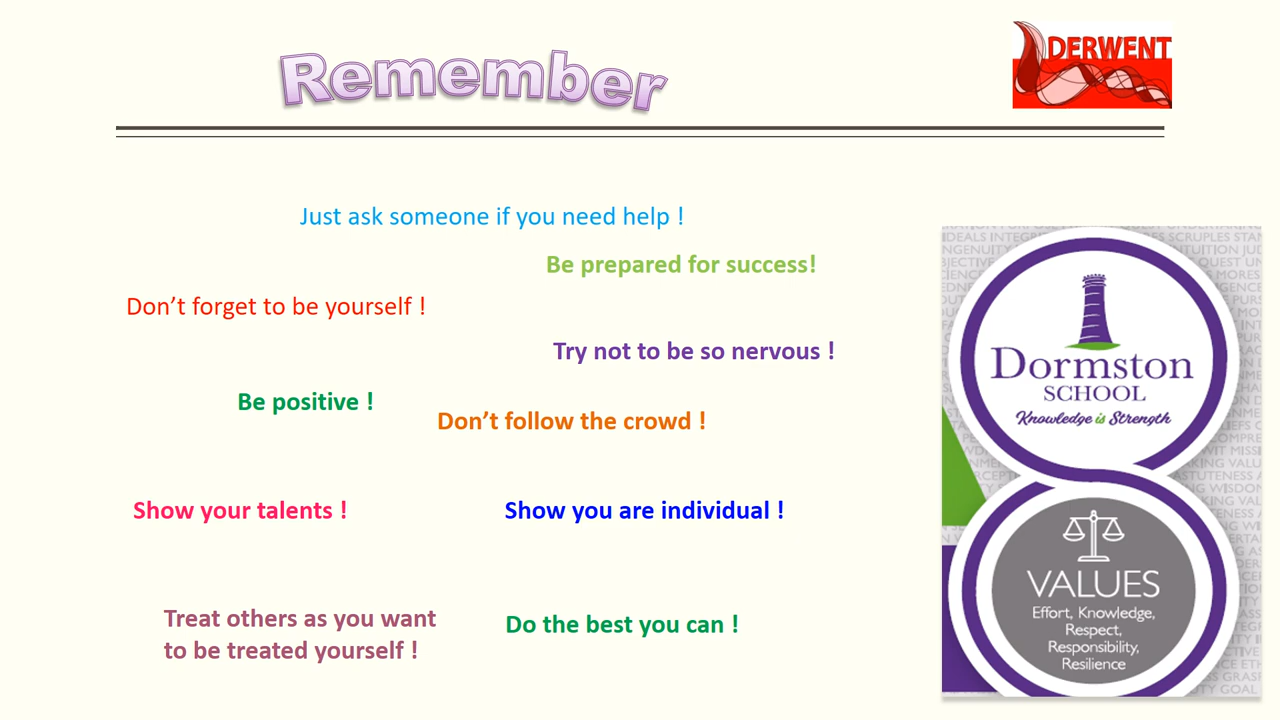 Remember
DERWENT
Just ask someone if you need help !
Be prepared for success!
Don’t forget to be yourself !
Try not to be so nervous !
Be positive !
Don’t follow the crowd !
Show your talents !
Show you are individual !
Treat others as you want
to be treated yourself !
Do the best you can !
Dormston
SCHOOL
Knowledge is Strength
VALUES
Effort, Knowledge,
Respect,
Responsibility,
Resilience